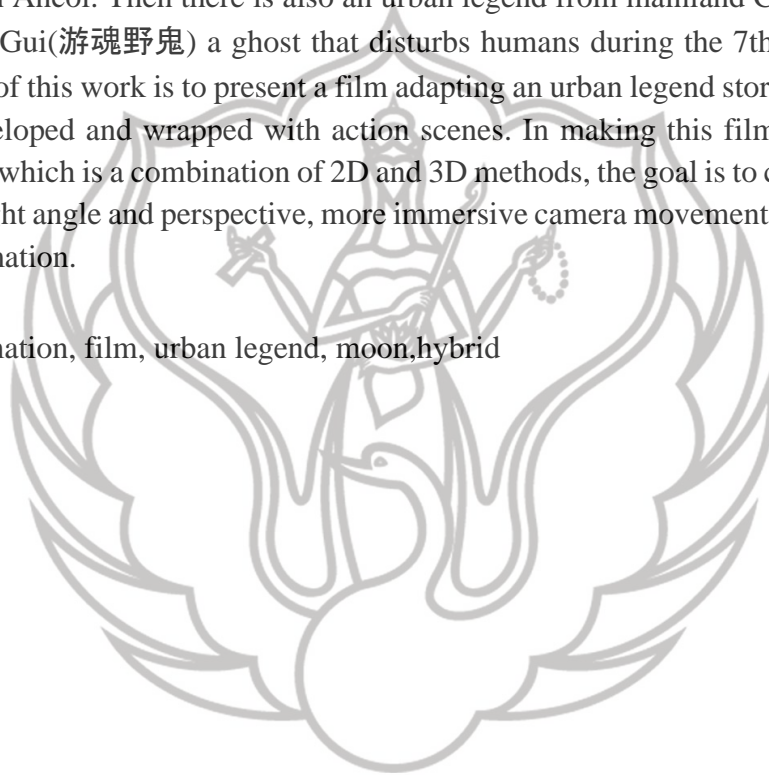 Ancol. Then there is also an urban legend from mainland
Gui(游魂野鬼) a ghost that disturbs humans during the 7th
of this work is to present a film adapting an urban legend
eloped and wrapped with action scenes. In making this film
which is a combination of 2D and 3D methods, the goal is to
ht angle and perspective, more immersive camera movement
nation.
nation, film, urban legend, moon,hybrid